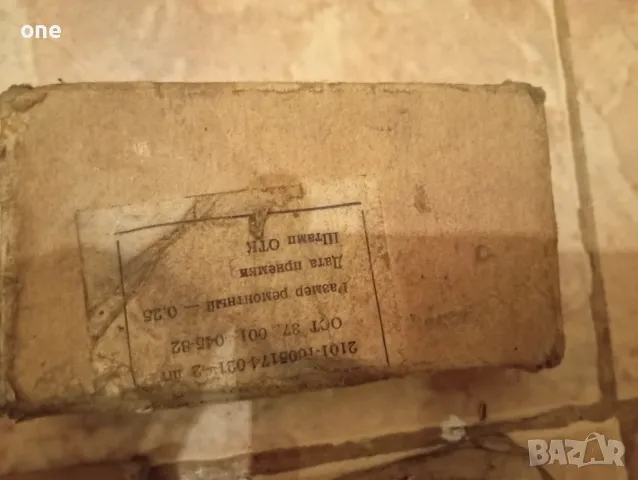 one
2101-1005174-021 — 2 шт
ОСТ 37. 001 045-82
Размер ремонтный — 0,25
Дата приемки
Штамп ОТК
BAZAR